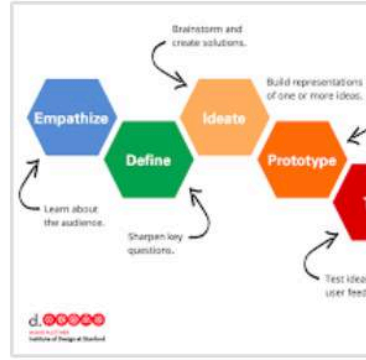 Brainstorm and
create solutions.
Build representations
of one or more ideas.
Empathize
Ideate
Define
Prototype
Learn about
the audience.
Sharpen key
questions.
Test idea
user feed
d.
Institute of Design at Stanford